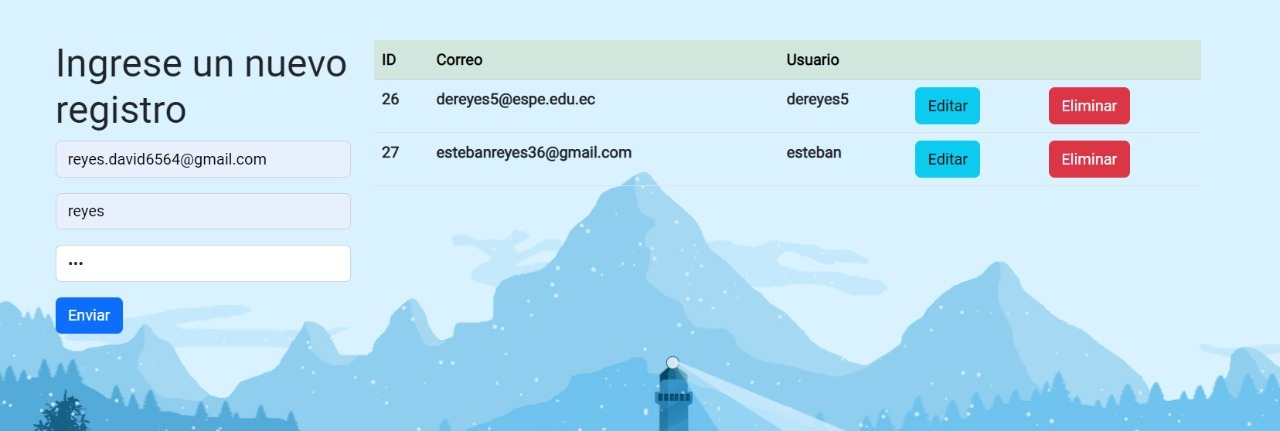 Ingrese un nuevo
registro
reyes.david6564@gmail.com
reyes
•••
Enviar
ID Correo Usuario
26 dereyes5@espe.edu.ec dereyes5 Editar Eliminar
27 estebanreyes36@gmail.com esteban Editar Eliminar